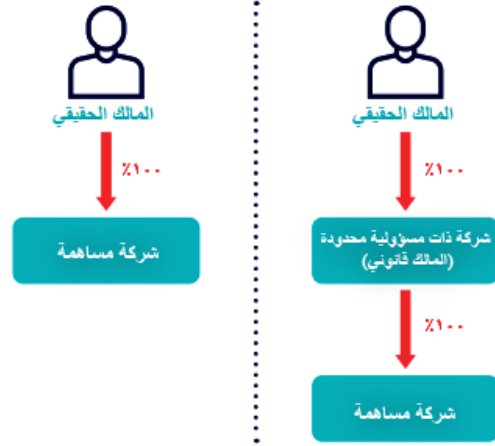 المالك الحقيقي
٪١٠٠
شركة ذات مسؤولية محدودة
(المالك قانوني)
٪١٠٠
شركة مساهمة
المالك الحقيقي
٪١٠٠
شركة مساهمة